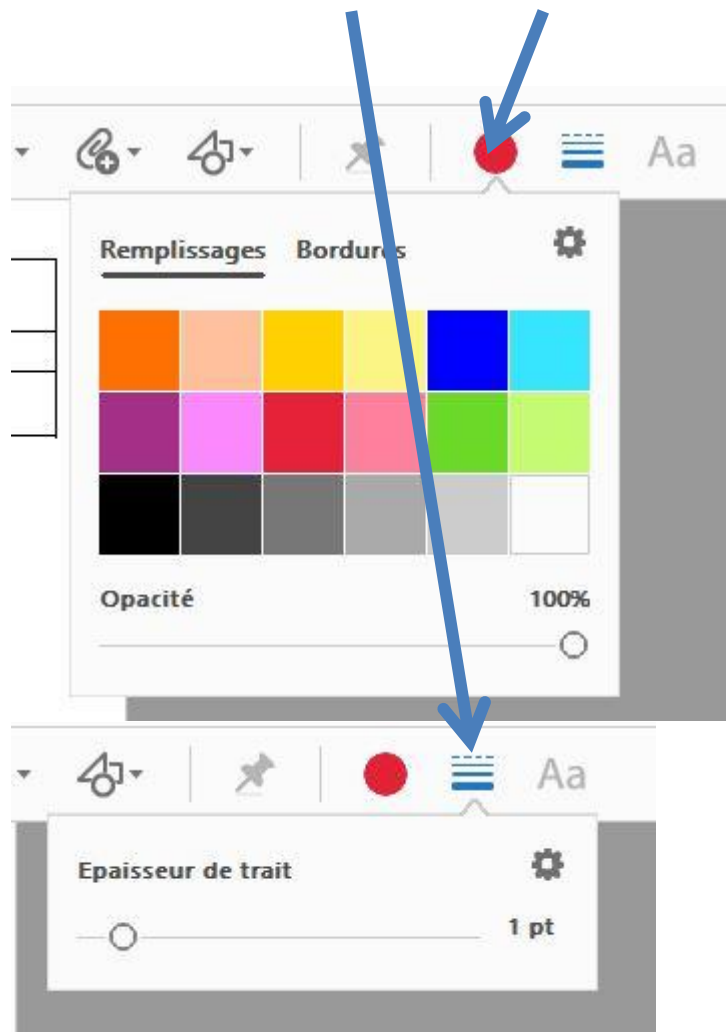 Aa
Remplissages Bordures
Opacité 100%
Aa
Epaisseur de trait
1 pt